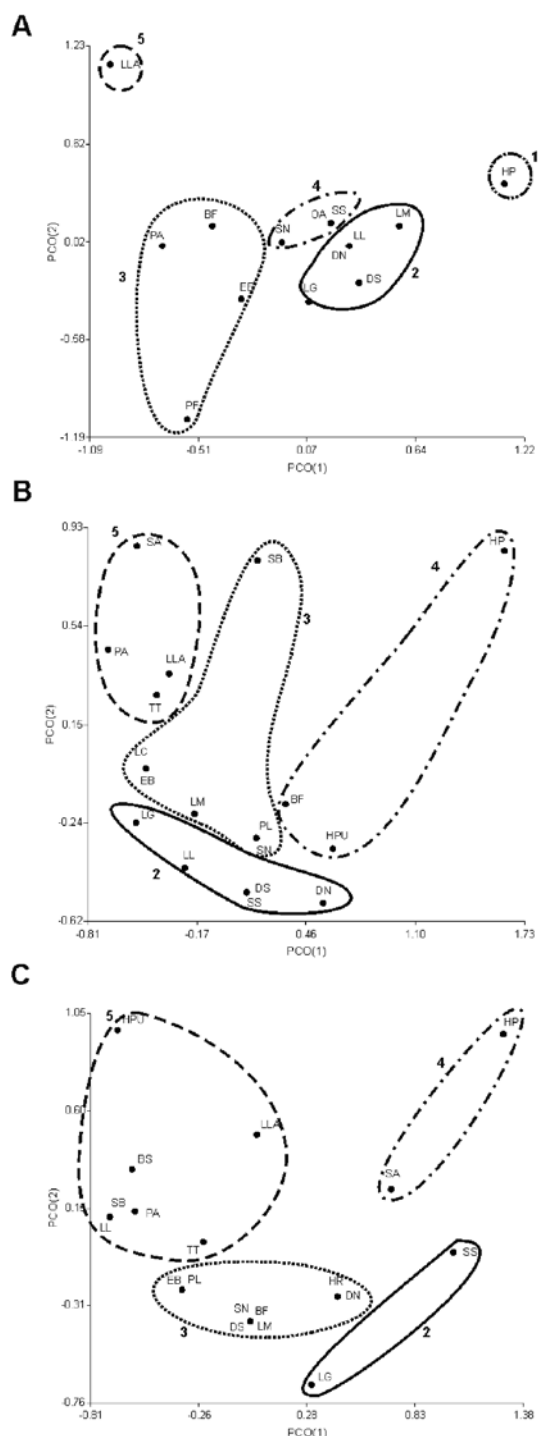 A
1.23
5
LLA
0.62
1
HP
4
OA SS
LM
BF
SN
PA
LL
0.02
DN
3
2
EB
DS
LG
PCO(2)
-0.58
PF
-1.19
-1.09 -0.51 0.07 0.64 1.22
PCO(1)
B
0.93
5
SA
HP
SB
4
0.54
3
PA
LLA
TT
PCO(2)
0.15
LC
EB
BF
LM
-0.24
LG
PL
SN
HPU
2
LL
DS
DN
SS
-0.62
-0.81 -0.17 0.46 1.10 1.73
PCO(1)
C
1.05
5
HPU
HP
4
0.60
LLA
BS
SA
SB
PA
0.15
LL
TT
SS
PCO(2)
EB PL
HR
DN
-0.31
SN BF
3
DS LM
2
LG
-0.76
-0.81 -0.26 0.28 0.83 1.38
PCO(1)